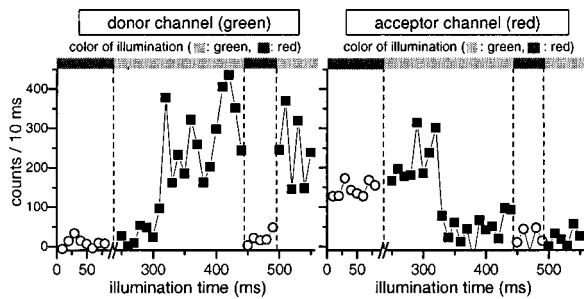 donor channel (green)
acceptor channel (red)
color of illumination (▒: green, ■: red)
color of illumination (▒: green, ■: red)
counts / 10 ms
400
300
200
100
0
0 50 300 400 500
0 50 300 400 500
illumination time (ms)
illumination time (ms)